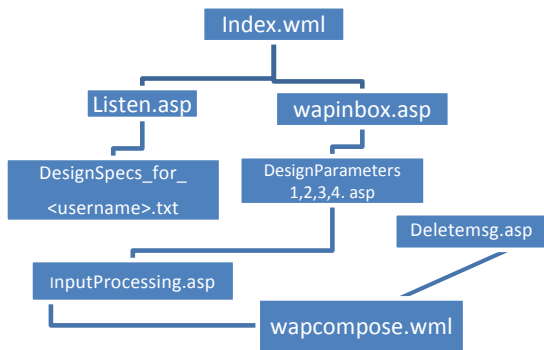 Index.wml
Listen.asp
wapinbox.asp
DesignSpecs_for_
<username>.txt
DesignParameters
1,2,3,4. asp
Deletemsg.asp
InputProcessing.asp
wapcompose.wml